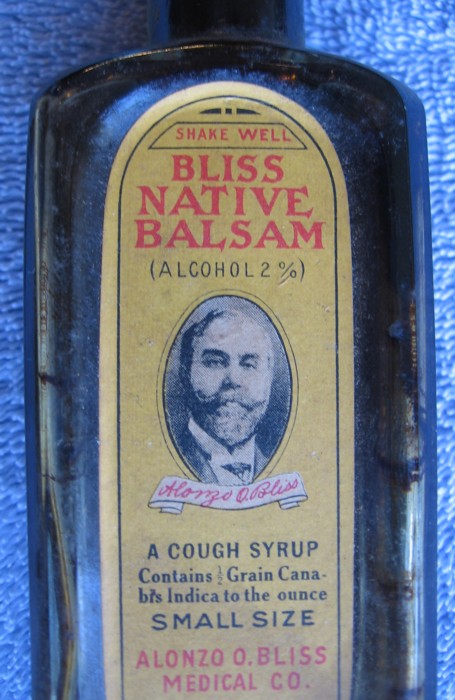 SHAKE WELL
BLISS
NATIVE
BALSAM
(ALCOHOL 2%)
Alonzo O. Bliss
A COUGH SYRUP
Contains ½ Grain Cana-
bis Indica to the ounce
SMALL SIZE
ALONZO O. BLISS
MEDICAL CO.